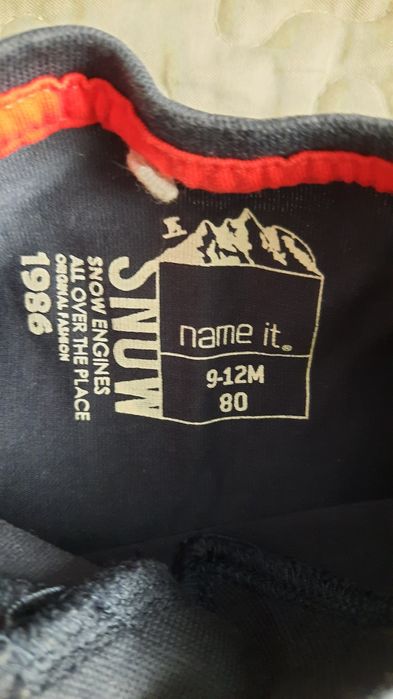 name it.
9-12M
80
SNOW
SNOW ENGINES
ALL OVER THE PLACE
ORIGINAL FASHION
1986